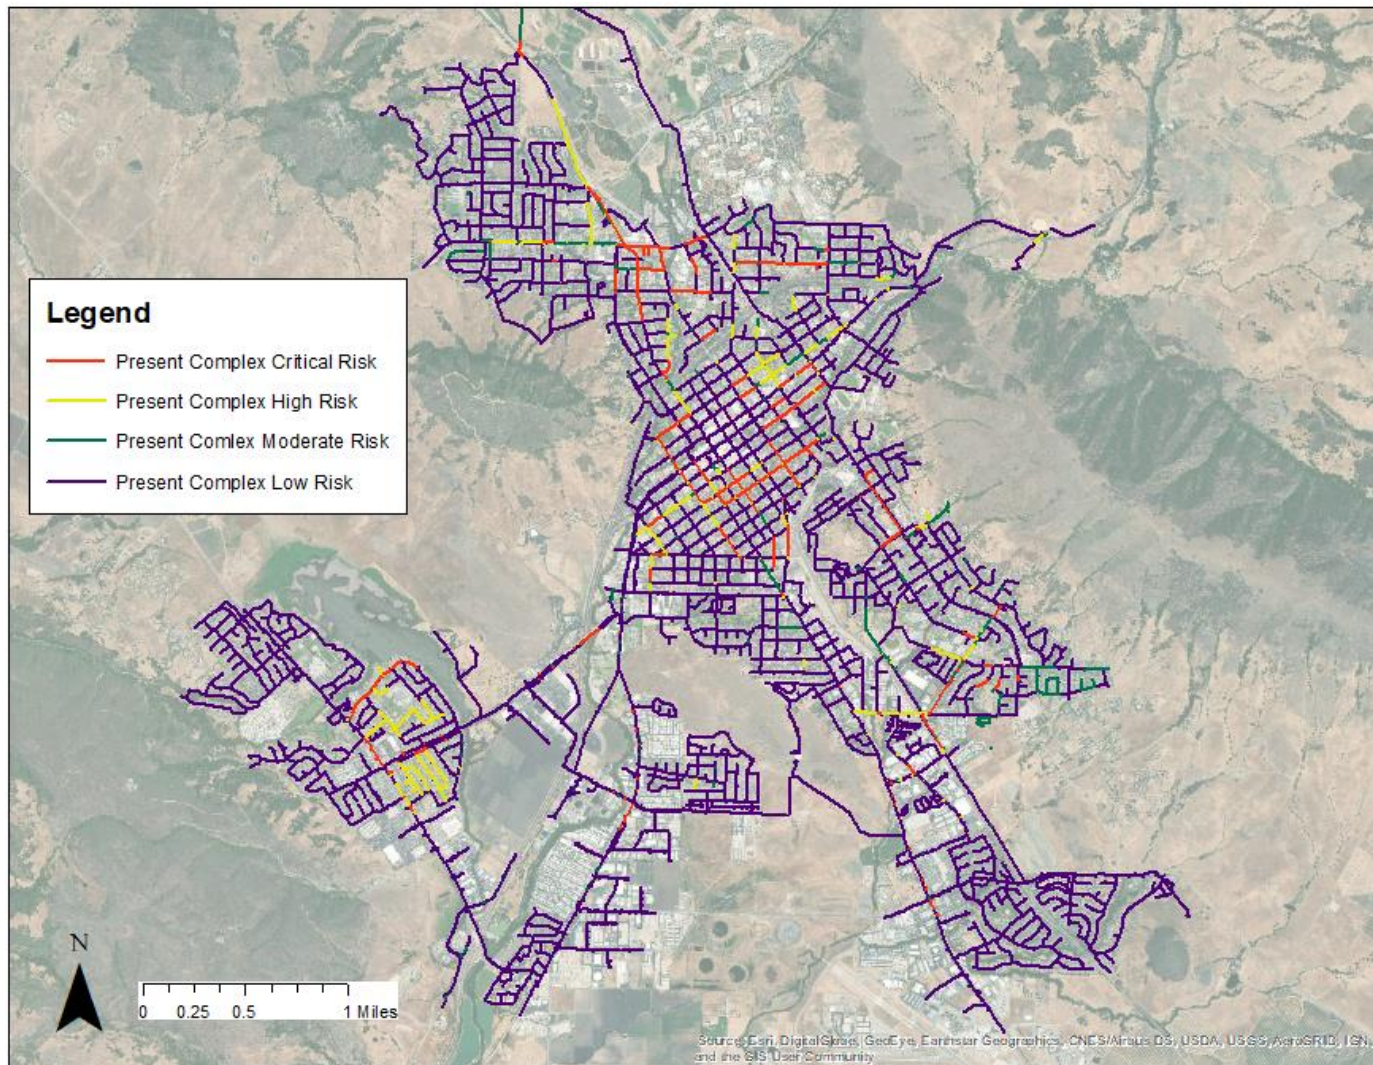 Legend
Present Complex Critical Risk
Present Complex High Risk
Present Comlex Moderate Risk
Present Complex Low Risk
N
0 0.25 0.5 1 Miles
Source: Esri, DigitalGlobe, GeoEye, Earthstar Geographics, CNES/Airbus DS, USDA, USGS, AeroGRID, IGN,
and the GIS User Community